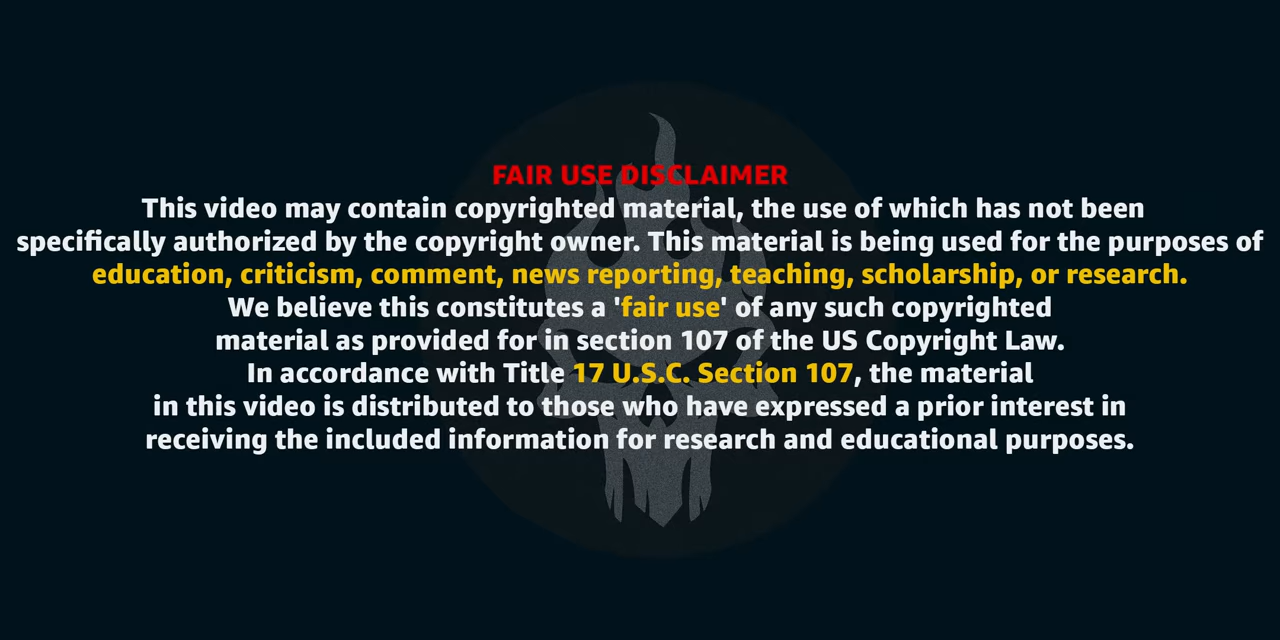 FAIR USE DISCLAIMER
This video may contain copyrighted material, the use of which has not been
specifically authorized by the copyright owner. This material is being used for the purposes of
education, criticism, comment, news reporting, teaching, scholarship, or research.
We believe this constitutes a 'fair use' of any such copyrighted
material as provided for in section 107 of the US Copyright Law.
In accordance with Title 17 U.S.C. Section 107, the material
in this video is distributed to those who have expressed a prior interest in
receiving the included information for research and educational purposes.